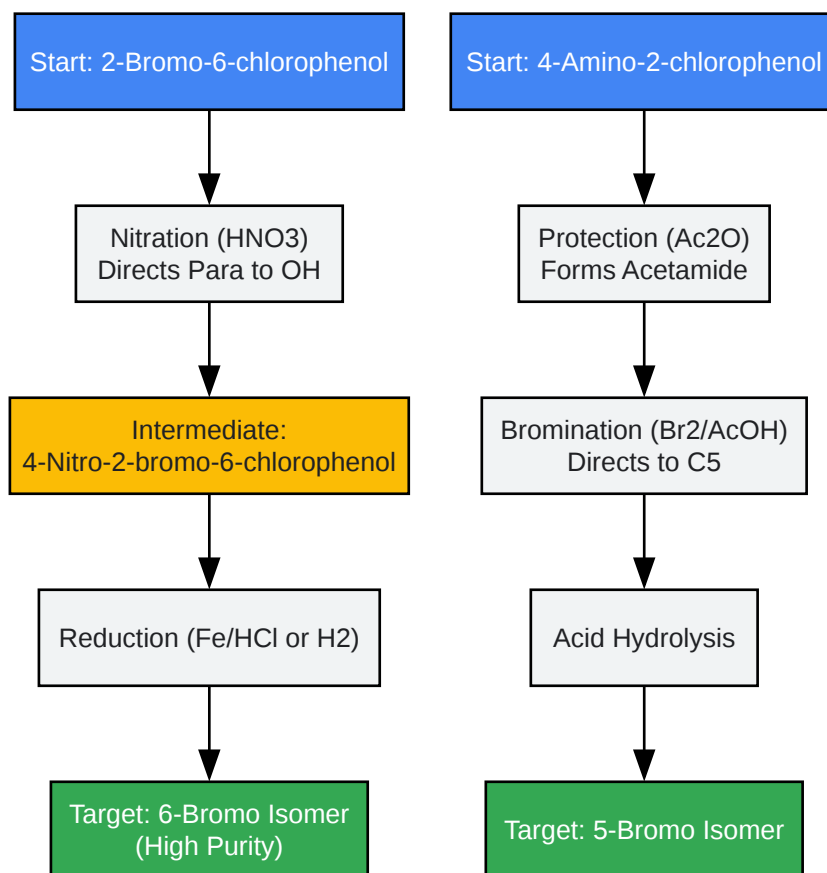 Start: 2-Bromo-6-chlorophenol
Nitration (HNO3)
Directs Para to OH
Intermediate:
4-Nitro-2-bromo-6-chlorophenol
Reduction (Fe/HCl or H2)
Target: 6-Bromo Isomer
(High Purity)
Start: 4-Amino-2-chlorophenol
Protection (Ac2O)
Forms Acetamide
Bromination (Br2/AcOH)
Directs to C5
Acid Hydrolysis
Target: 5-Bromo Isomer